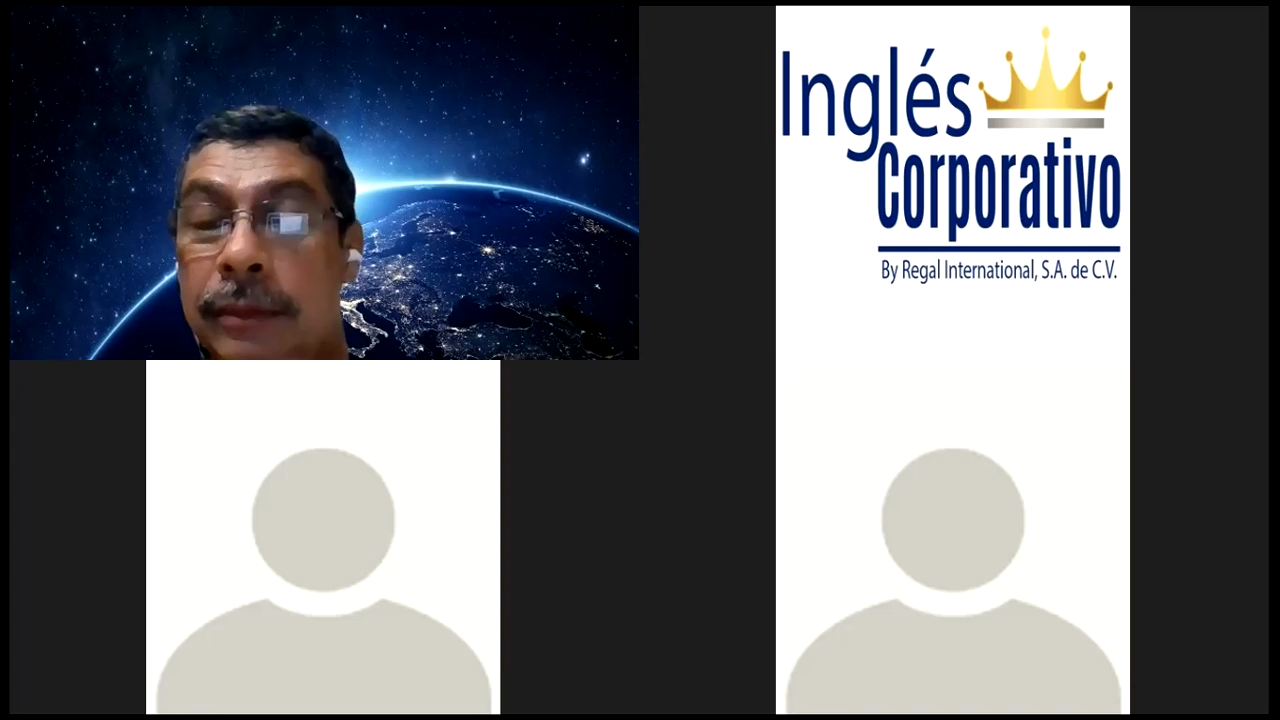 Inglés
Corporativo
By Regal International, S.A. de C.V.